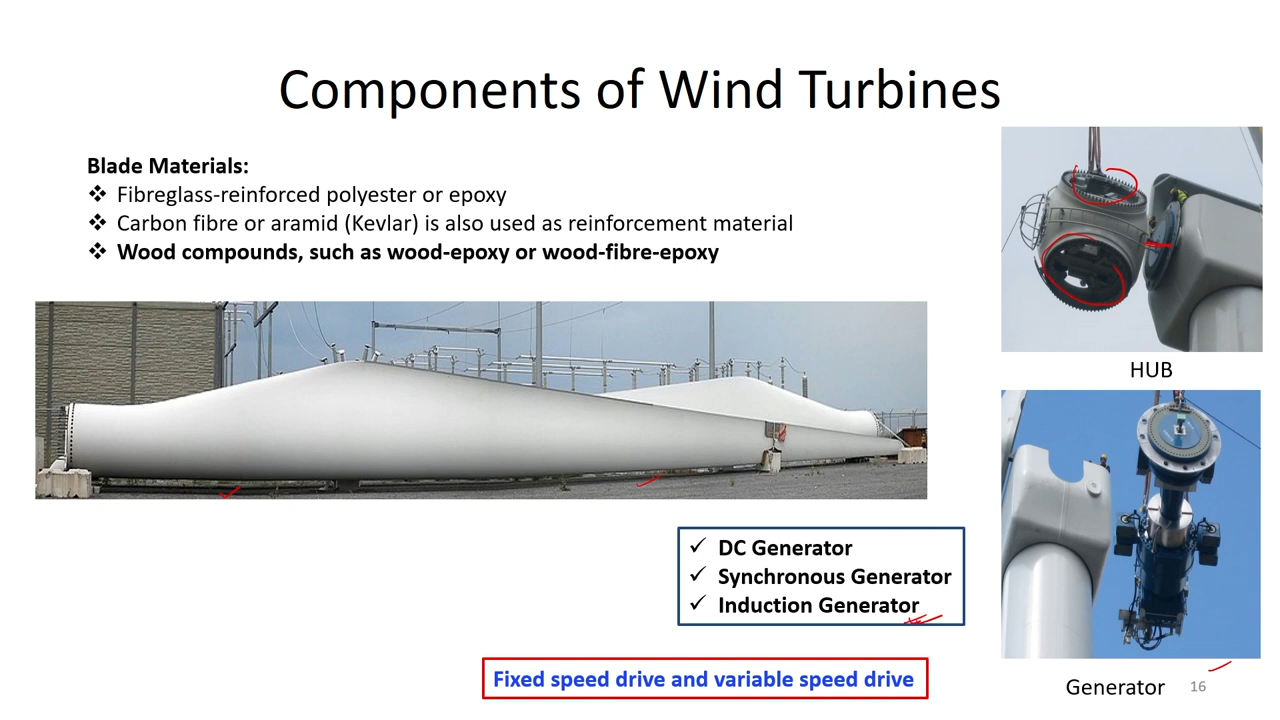 Components of Wind Turbines
Blade Materials:
❖ Fibreglass-reinforced polyester or epoxy
❖ Carbon fibre or aramid (Kevlar) is also used as reinforcement material
❖ Wood compounds, such as wood-epoxy or wood-fibre-epoxy
HUB
✓ DC Generator
✓ Synchronous Generator
✓ Induction Generator
Fixed speed drive and variable speed drive
Generator
16